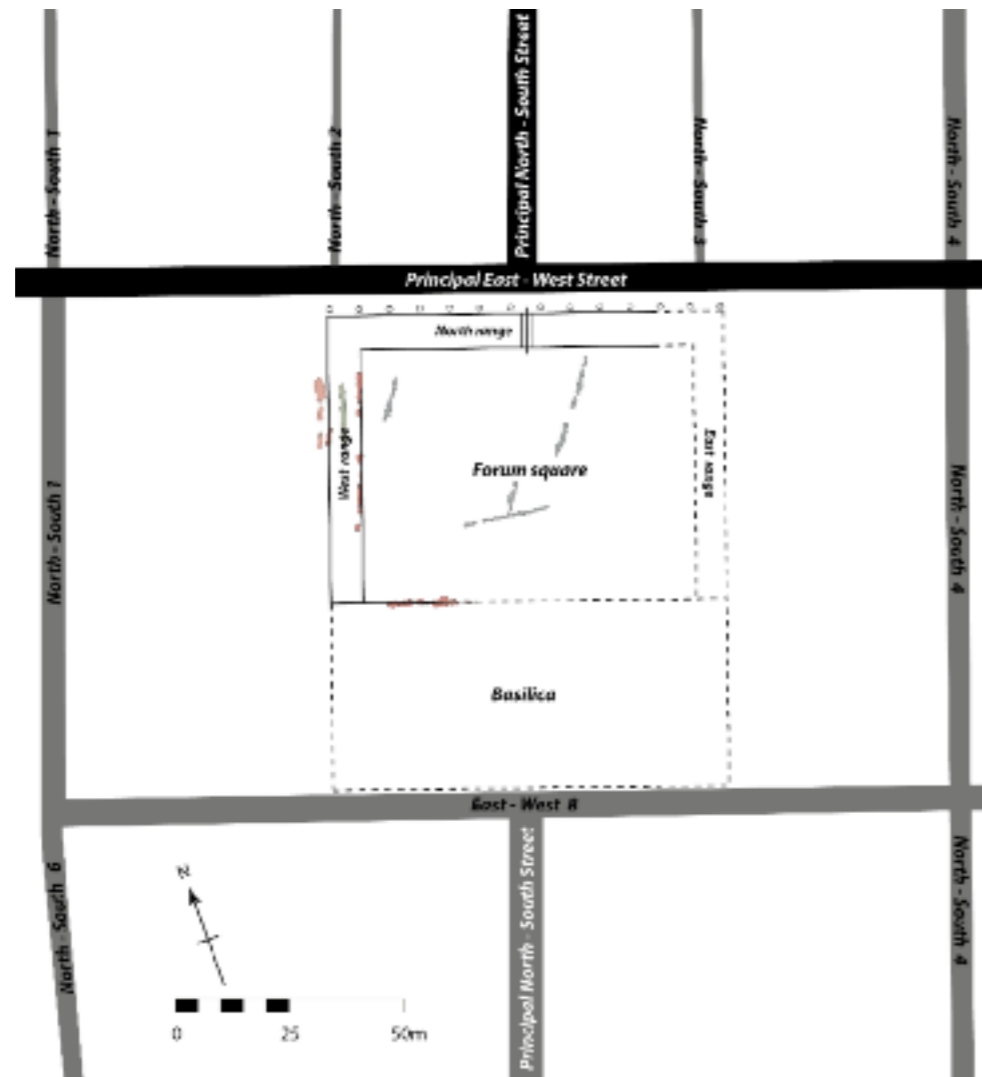 North - South 1
North - South 2
Principal North - South Street
North - South 3
North - South 4
Principal East - West Street
North range
West range
East range
Forum square
North - South 1
North - South 4
Basilica
East - West 8
North - South 6
Principal North - South Street
North - South 4
N
0 25 50m